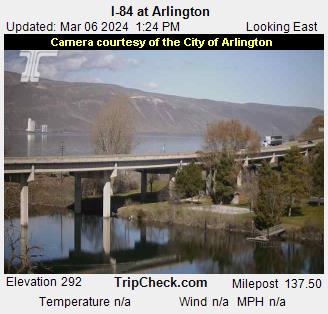 I-84 at Arlington
Updated: Mar 06 2024 1:24 PM Looking East
Camera courtesy of the City of Arlington
Elevation 292 TripCheck.com Milepost 137.50
Temperature n/a Wind n/a MPH n/a